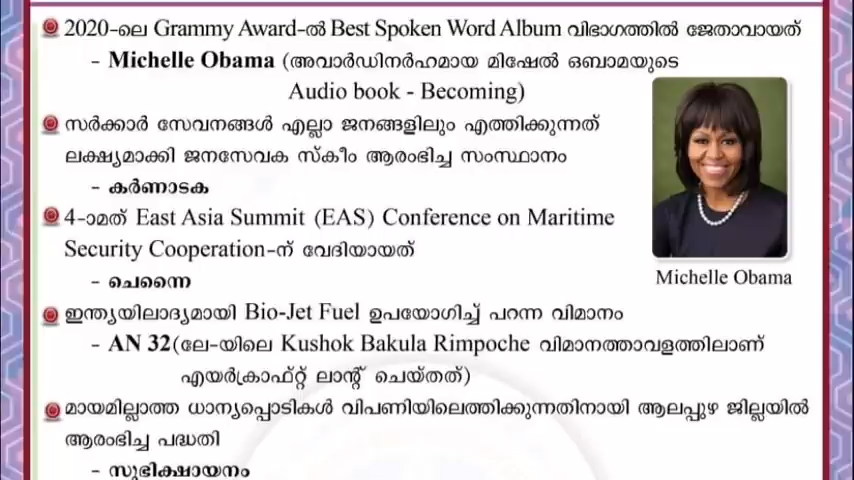 2020-ലെ Grammy Award-ൽ Best Spoken Word Album വിഭാഗത്തിൽ ജേതാവായത്
- Michelle Obama (അവാർഡിനർഹമായ മിഷേൽ ഒബാമയുടെ
Audio book - Becoming)
സർക്കാർ സേവനങ്ങൾ എല്ലാ ജനങ്ങളിലും എത്തിക്കുന്നത്
ലക്ഷ്യമാക്കി ജനസേവക സ്കീം ആരംഭിച്ച സംസ്ഥാനം
- കർണാടക
4-ാമത് East Asia Summit (EAS) Conference on Maritime
Security Cooperation-ന് വേദിയായത്
- ചെന്നൈ
Michelle Obama
ഇന്ത്യയിലാദ്യമായി Bio-Jet Fuel ഉപയോഗിച്ച് പറന്ന വിമാനം
- AN 32(ലേ-യിലെ Kushok Bakula Rimpoche വിമാനത്താവളത്തിലാണ്
എയർക്രാഫ്റ്റ് ലാന്റ് ചെയ്തത്)
മായമില്ലാത്ത ധാന്യപ്പൊടികൾ വിപണിയിലെത്തിക്കുന്നതിനായി ആലപ്പുഴ ജില്ലയിൽ
ആരംഭിച്ച പദ്ധതി
- സുഭിക്ഷായനം